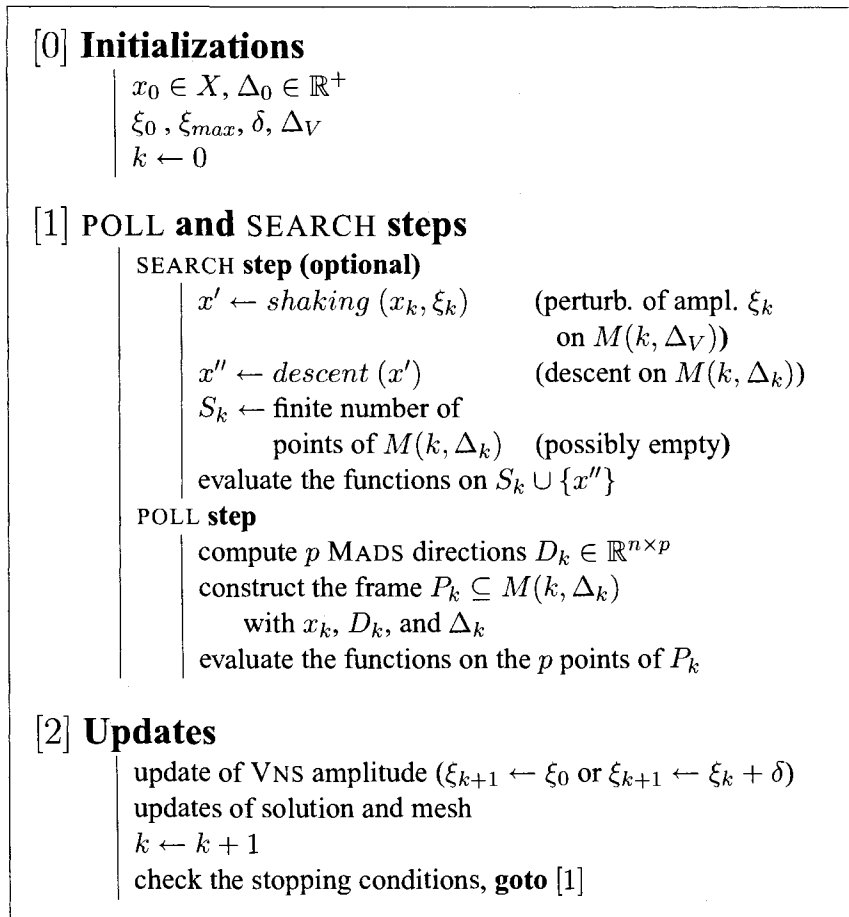 [0] Initializations
x₀ ∈ X, Δ₀ ∈ ℝ⁺
ξ₀ , ξ_max, δ, Δ_V
k ← 0
[1] POLL and SEARCH steps
SEARCH step (optional)
x′ ← shaking (x_k, ξ_k) (perturb. of ampl. ξ_k
on M(k, Δ_V))
x″ ← descent (x′) (descent on M(k, Δ_k))
S_k ← finite number of
points of M(k, Δ_k) (possibly empty)
evaluate the functions on S_k ∪ {x″}
POLL step
compute p MADS directions D_k ∈ ℝ^{n×p}
construct the frame P_k ⊆ M(k, Δ_k)
with x_k, D_k, and Δ_k
evaluate the functions on the p points of P_k
[2] Updates
update of VNS amplitude (ξ_{k+1} ← ξ₀ or ξ_{k+1} ← ξ_k + δ)
updates of solution and mesh
k ← k + 1
check the stopping conditions, goto [1]